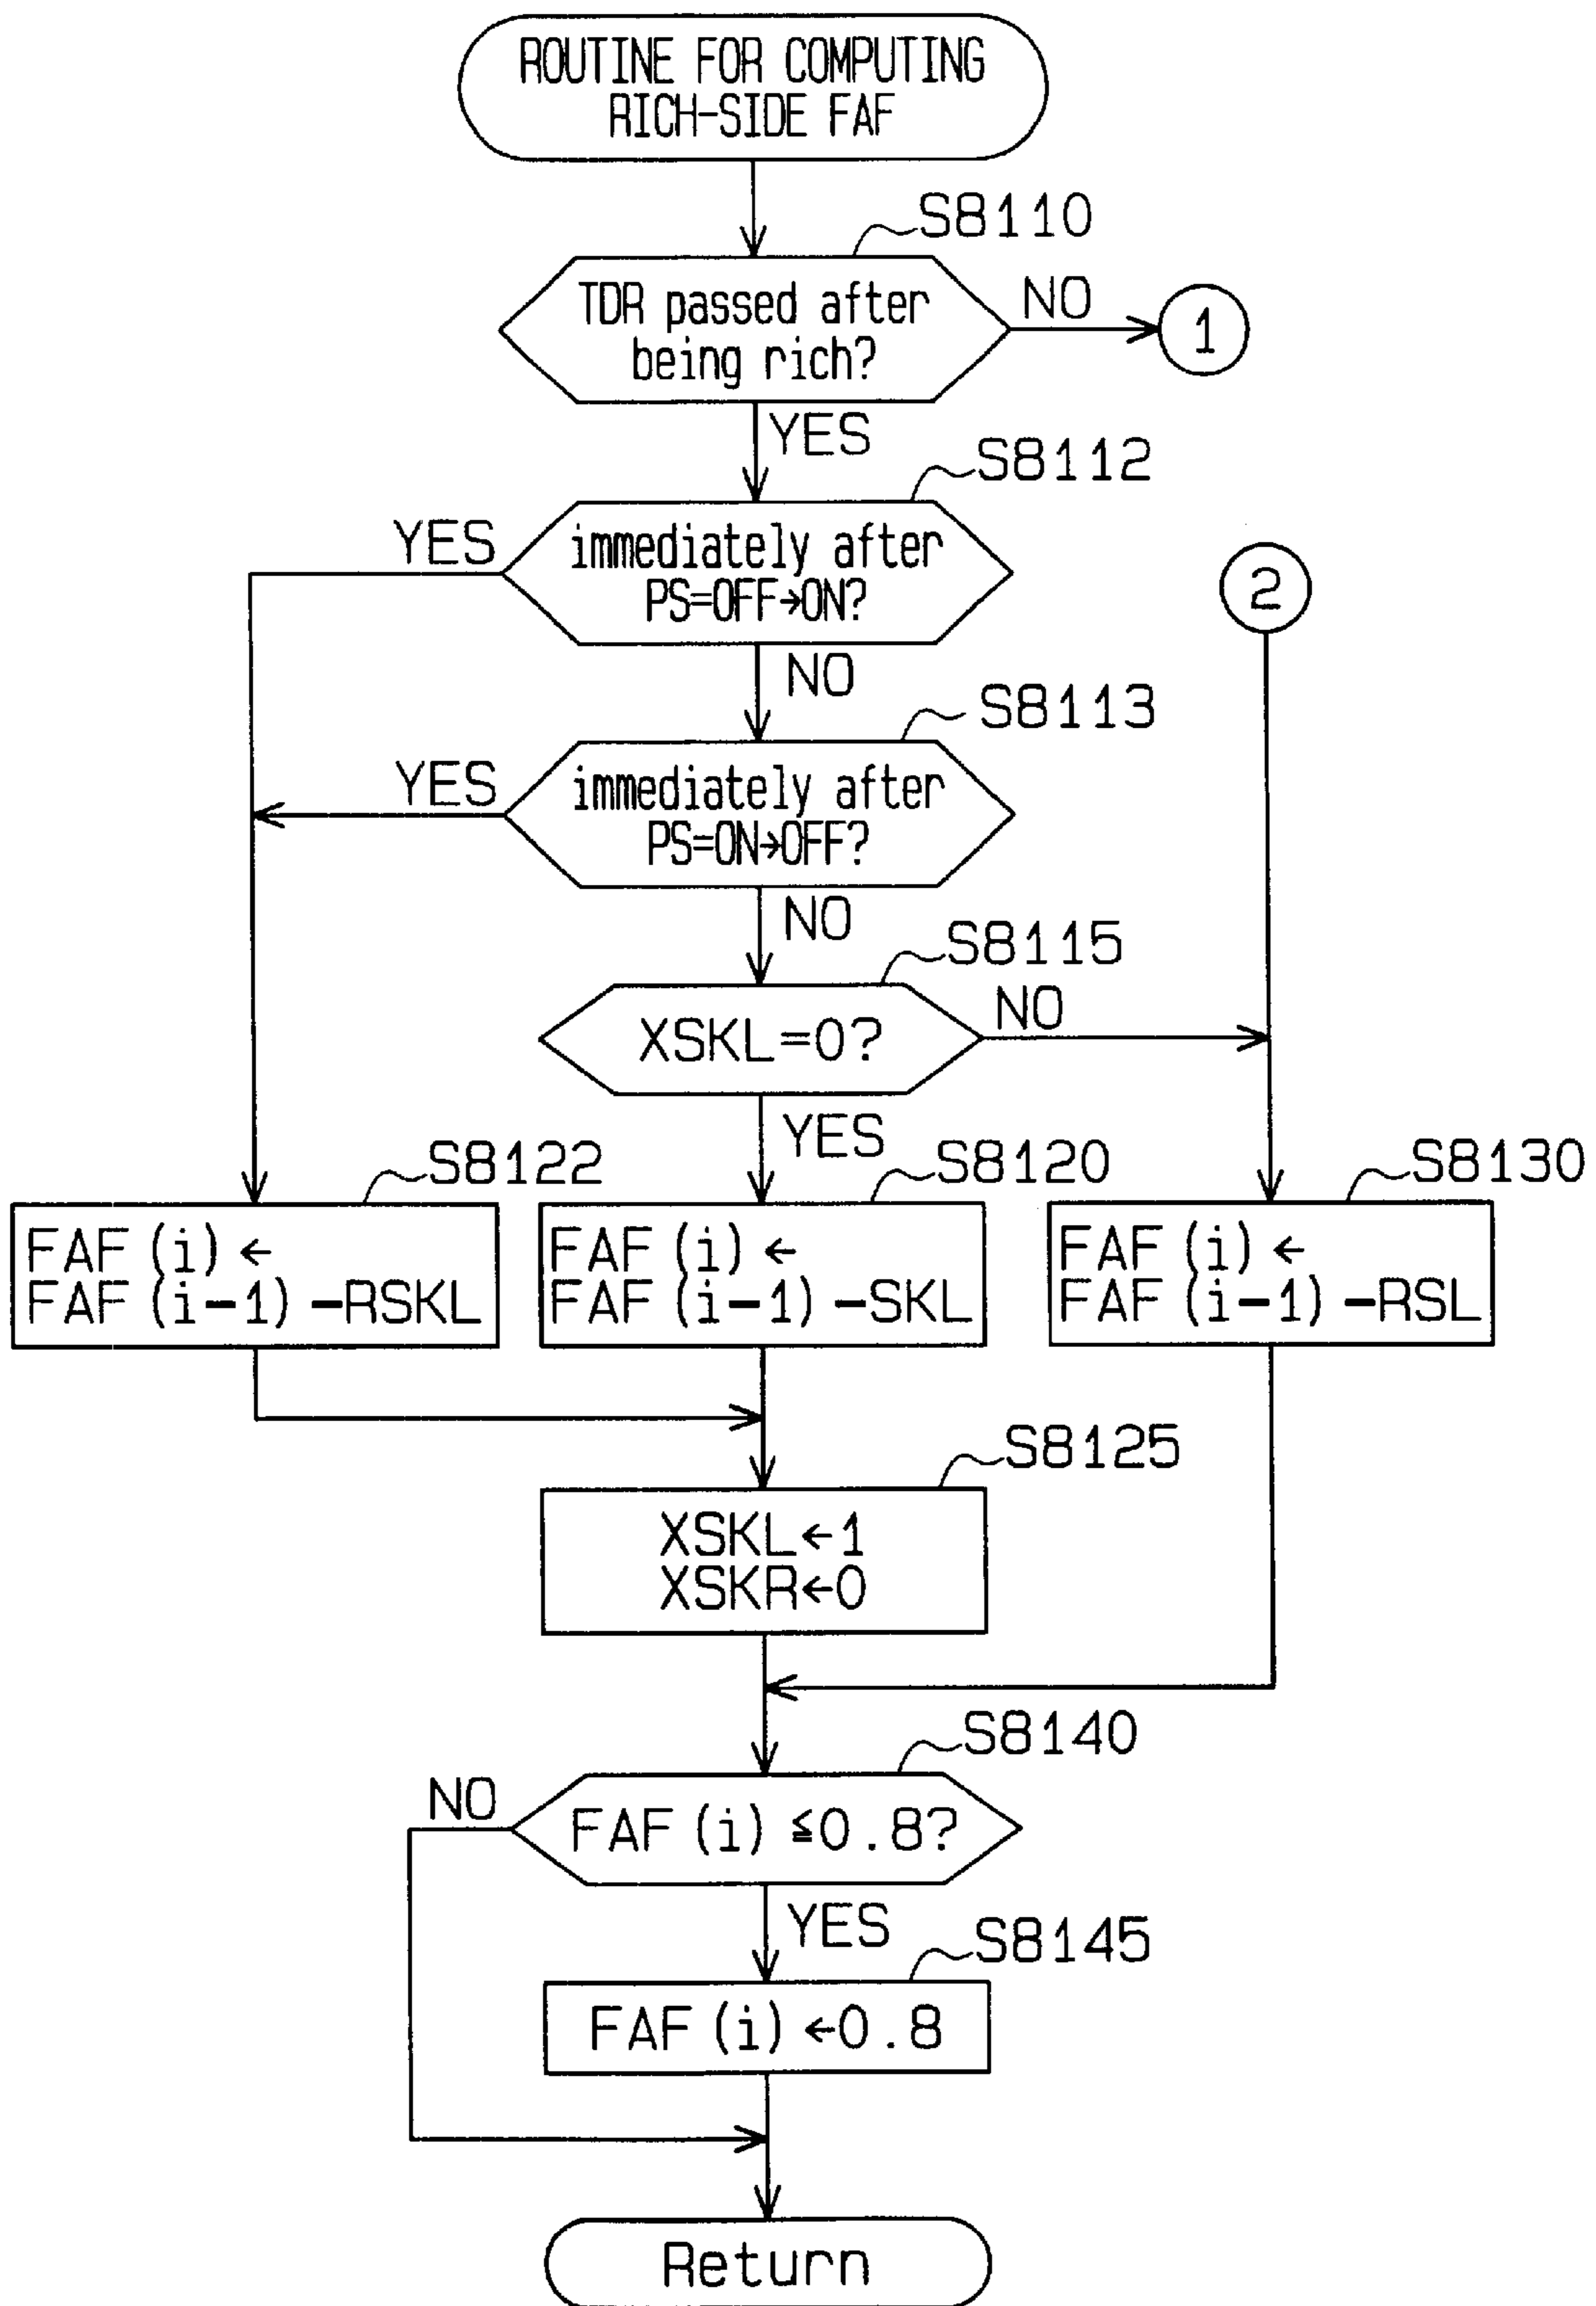 ROUTINE FOR COMPUTING
RICH-SIDE FAF
S8110
TDR passed after
being rich?
NO
1
YES
S8112
YES
immediately after
PS=OFF→ON?
2
NO
S8113
YES
immediately after
PS=ON→OFF?
NO
S8115
XSKL=0?
NO
YES
S8122
S8120
S8130
FAF (i) ←
FAF (i-1) -RSKL
FAF (i) ←
FAF (i-1) -SKL
FAF (i) ←
FAF (i-1) -RSL
S8125
XSKL←1
XSKR←0
S8140
NO
FAF (i) ≦0.8?
YES
S8145
FAF (i) ←0.8
Return